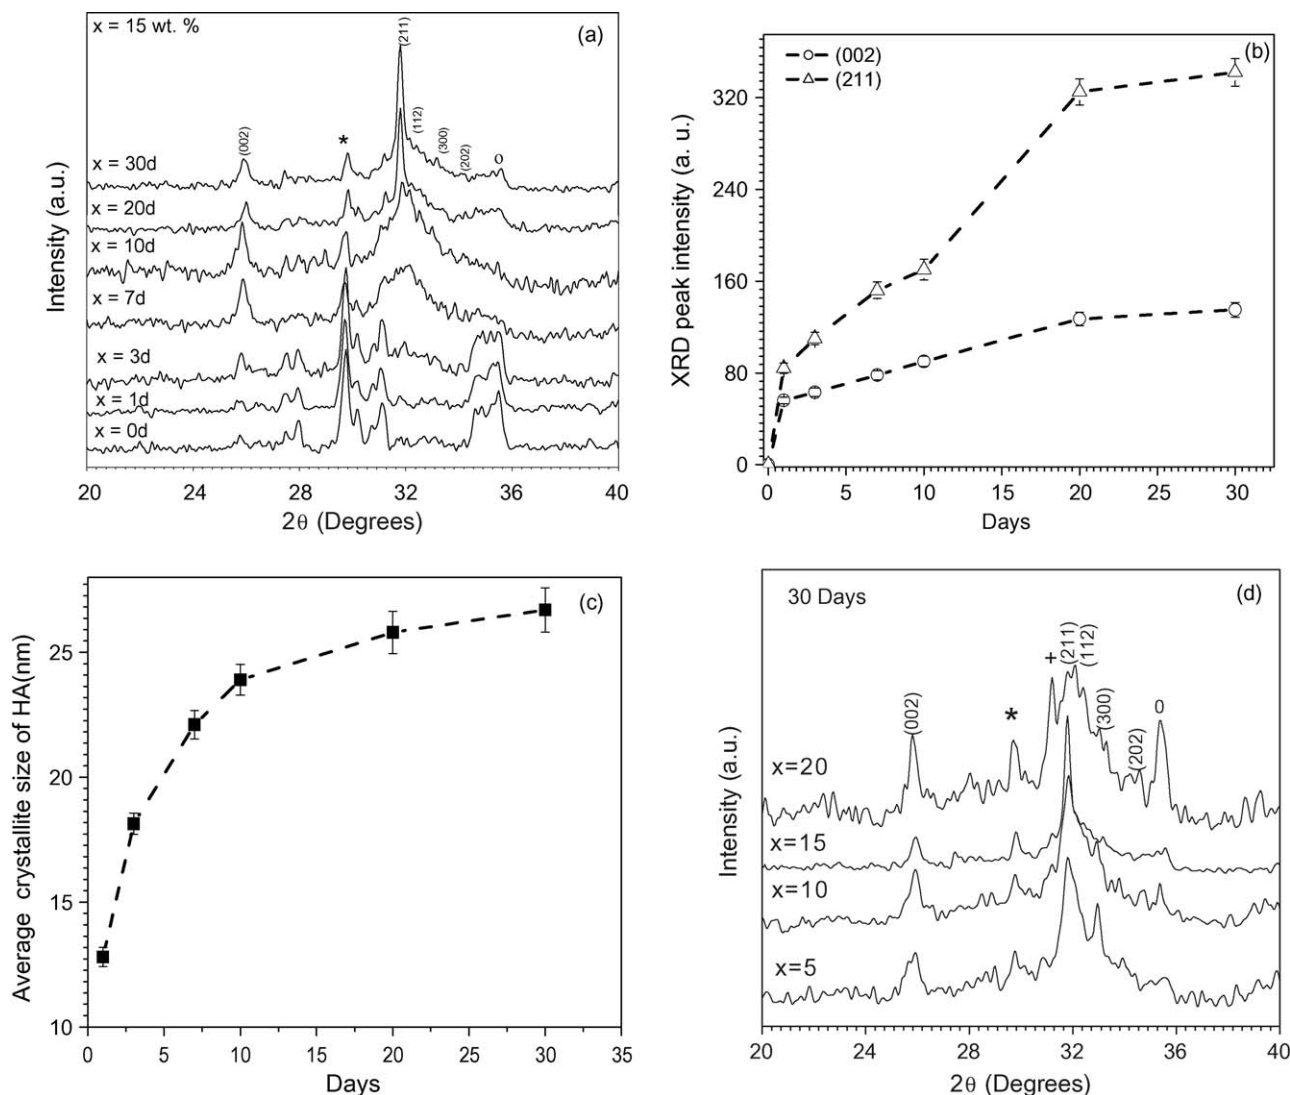 x = 15 wt. %
(a)
(211)
(112)
(300)
(202)
(002)
*
o
x = 30d
x = 20d
x = 10d
x = 7d
x = 3d
x = 1d
x = 0d
Intensity (a.u.)
20 24 28 32 36 40
2θ (Degrees)
(b)
(002)
(211)
XRD peak intensity (a. u.)
320
240
160
80
0
0 5 10 15 20 25 30
Days
(c)
Average crystallite size of HA(nm)
25
20
15
10
0 5 10 15 20 25 30 35
Days
30 Days
(d)
+
(211)
(112)
(002)
*
(300)
(202)
o
x=20
x=15
x=10
x=5
Intensity (a.u.)
20 24 28 32 36 40
2θ (Degrees)